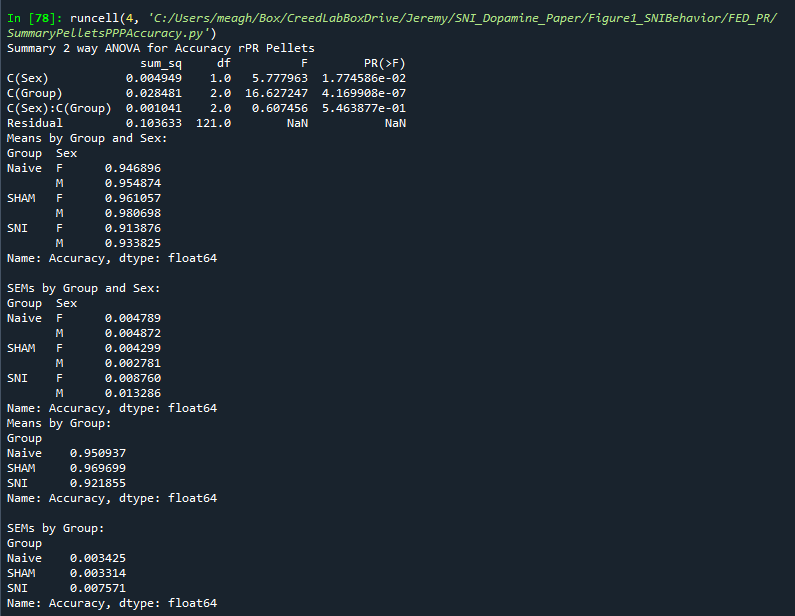 In [78]: runcell(4, 'C:/Users/meagh/Box/CreedLabBoxDrive/Jeremy/SNI_Dopamine_Paper/Figure1_SNIBehavior/FED_PR/
SummaryPelletsPPPAccuracy.py')
Summary 2 way ANOVA for Accuracy rPR Pellets
sum_sq df F PR(>F)
C(Sex) 0.004949 1.0 5.777963 1.774586e-02
C(Group) 0.028481 2.0 16.627247 4.169908e-07
C(Sex):C(Group) 0.001041 2.0 0.607456 5.463877e-01
Residual 0.103633 121.0 NaN NaN
Means by Group and Sex:
Group Sex
Naive F 0.946896
M 0.954874
SHAM F 0.961057
M 0.980698
SNI F 0.913876
M 0.933825
Name: Accuracy, dtype: float64
SEMs by Group and Sex:
Group Sex
Naive F 0.004789
M 0.004872
SHAM F 0.004299
M 0.002781
SNI F 0.008760
M 0.013286
Name: Accuracy, dtype: float64
Means by Group:
Group
Naive 0.950937
SHAM 0.969699
SNI 0.921855
Name: Accuracy, dtype: float64
SEMs by Group:
Group
Naive 0.003425
SHAM 0.003314
SNI 0.007571
Name: Accuracy, dtype: float64